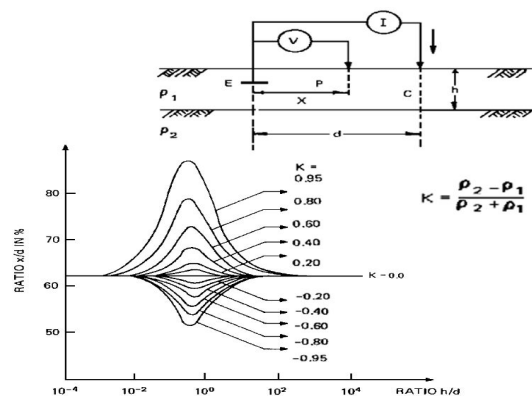 I
V
E
P
C
h
ρ1
X
ρ2
d
K = ρ2 – ρ1 / ρ2 + ρ1
K =
0.95
0.80
0.60
0.40
0.20
K = 0.0
-0.20
-0.40
-0.60
-0.80
-0.95
RATIO x/d IN %
80
70
60
50
10⁻⁴
10⁻²
10⁰
10²
10⁴
RATIO h/d